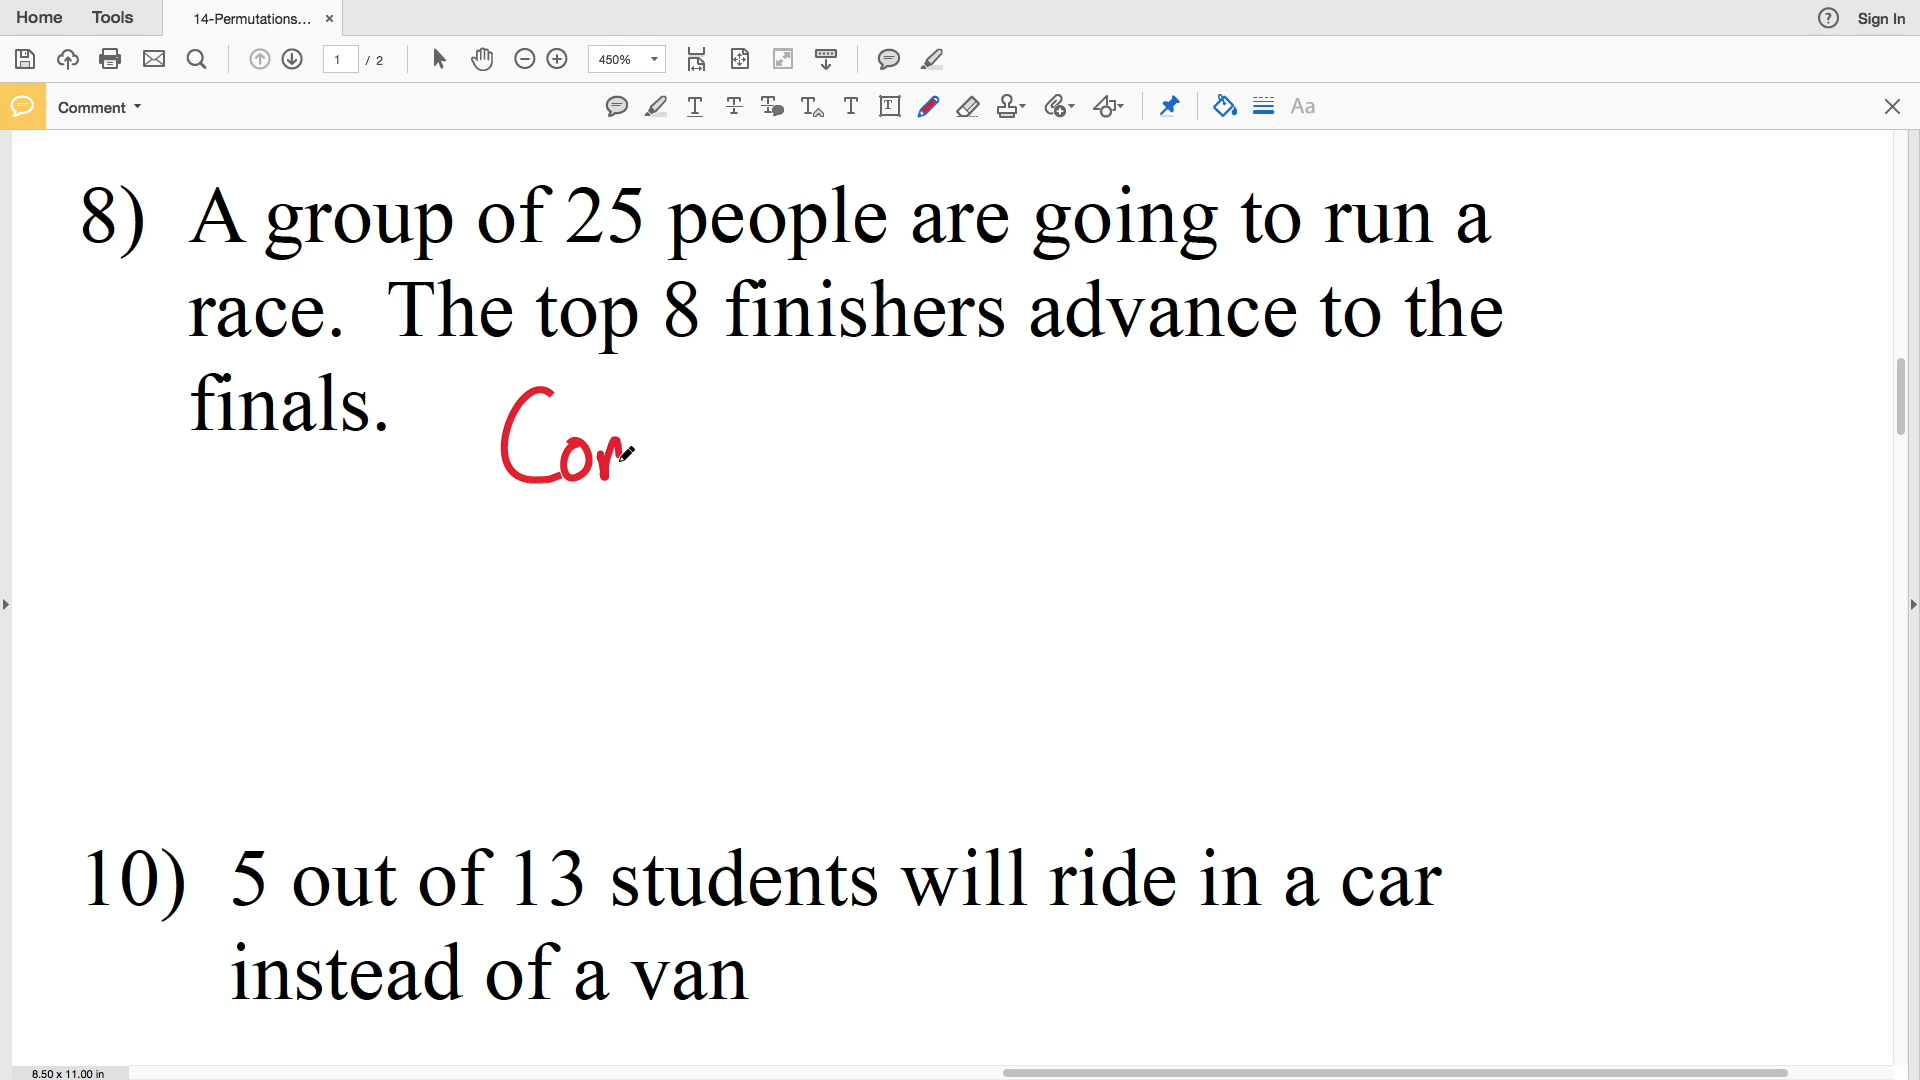 Home Tools 14-Permutations... × ? Sign In
1 / 2 450%
Comment Aa
8) A group of 25 people are going to run a
race. The top 8 finishers advance to the
finals.
Com
10) 5 out of 13 students will ride in a car
instead of a van
8.50 x 11.00 in